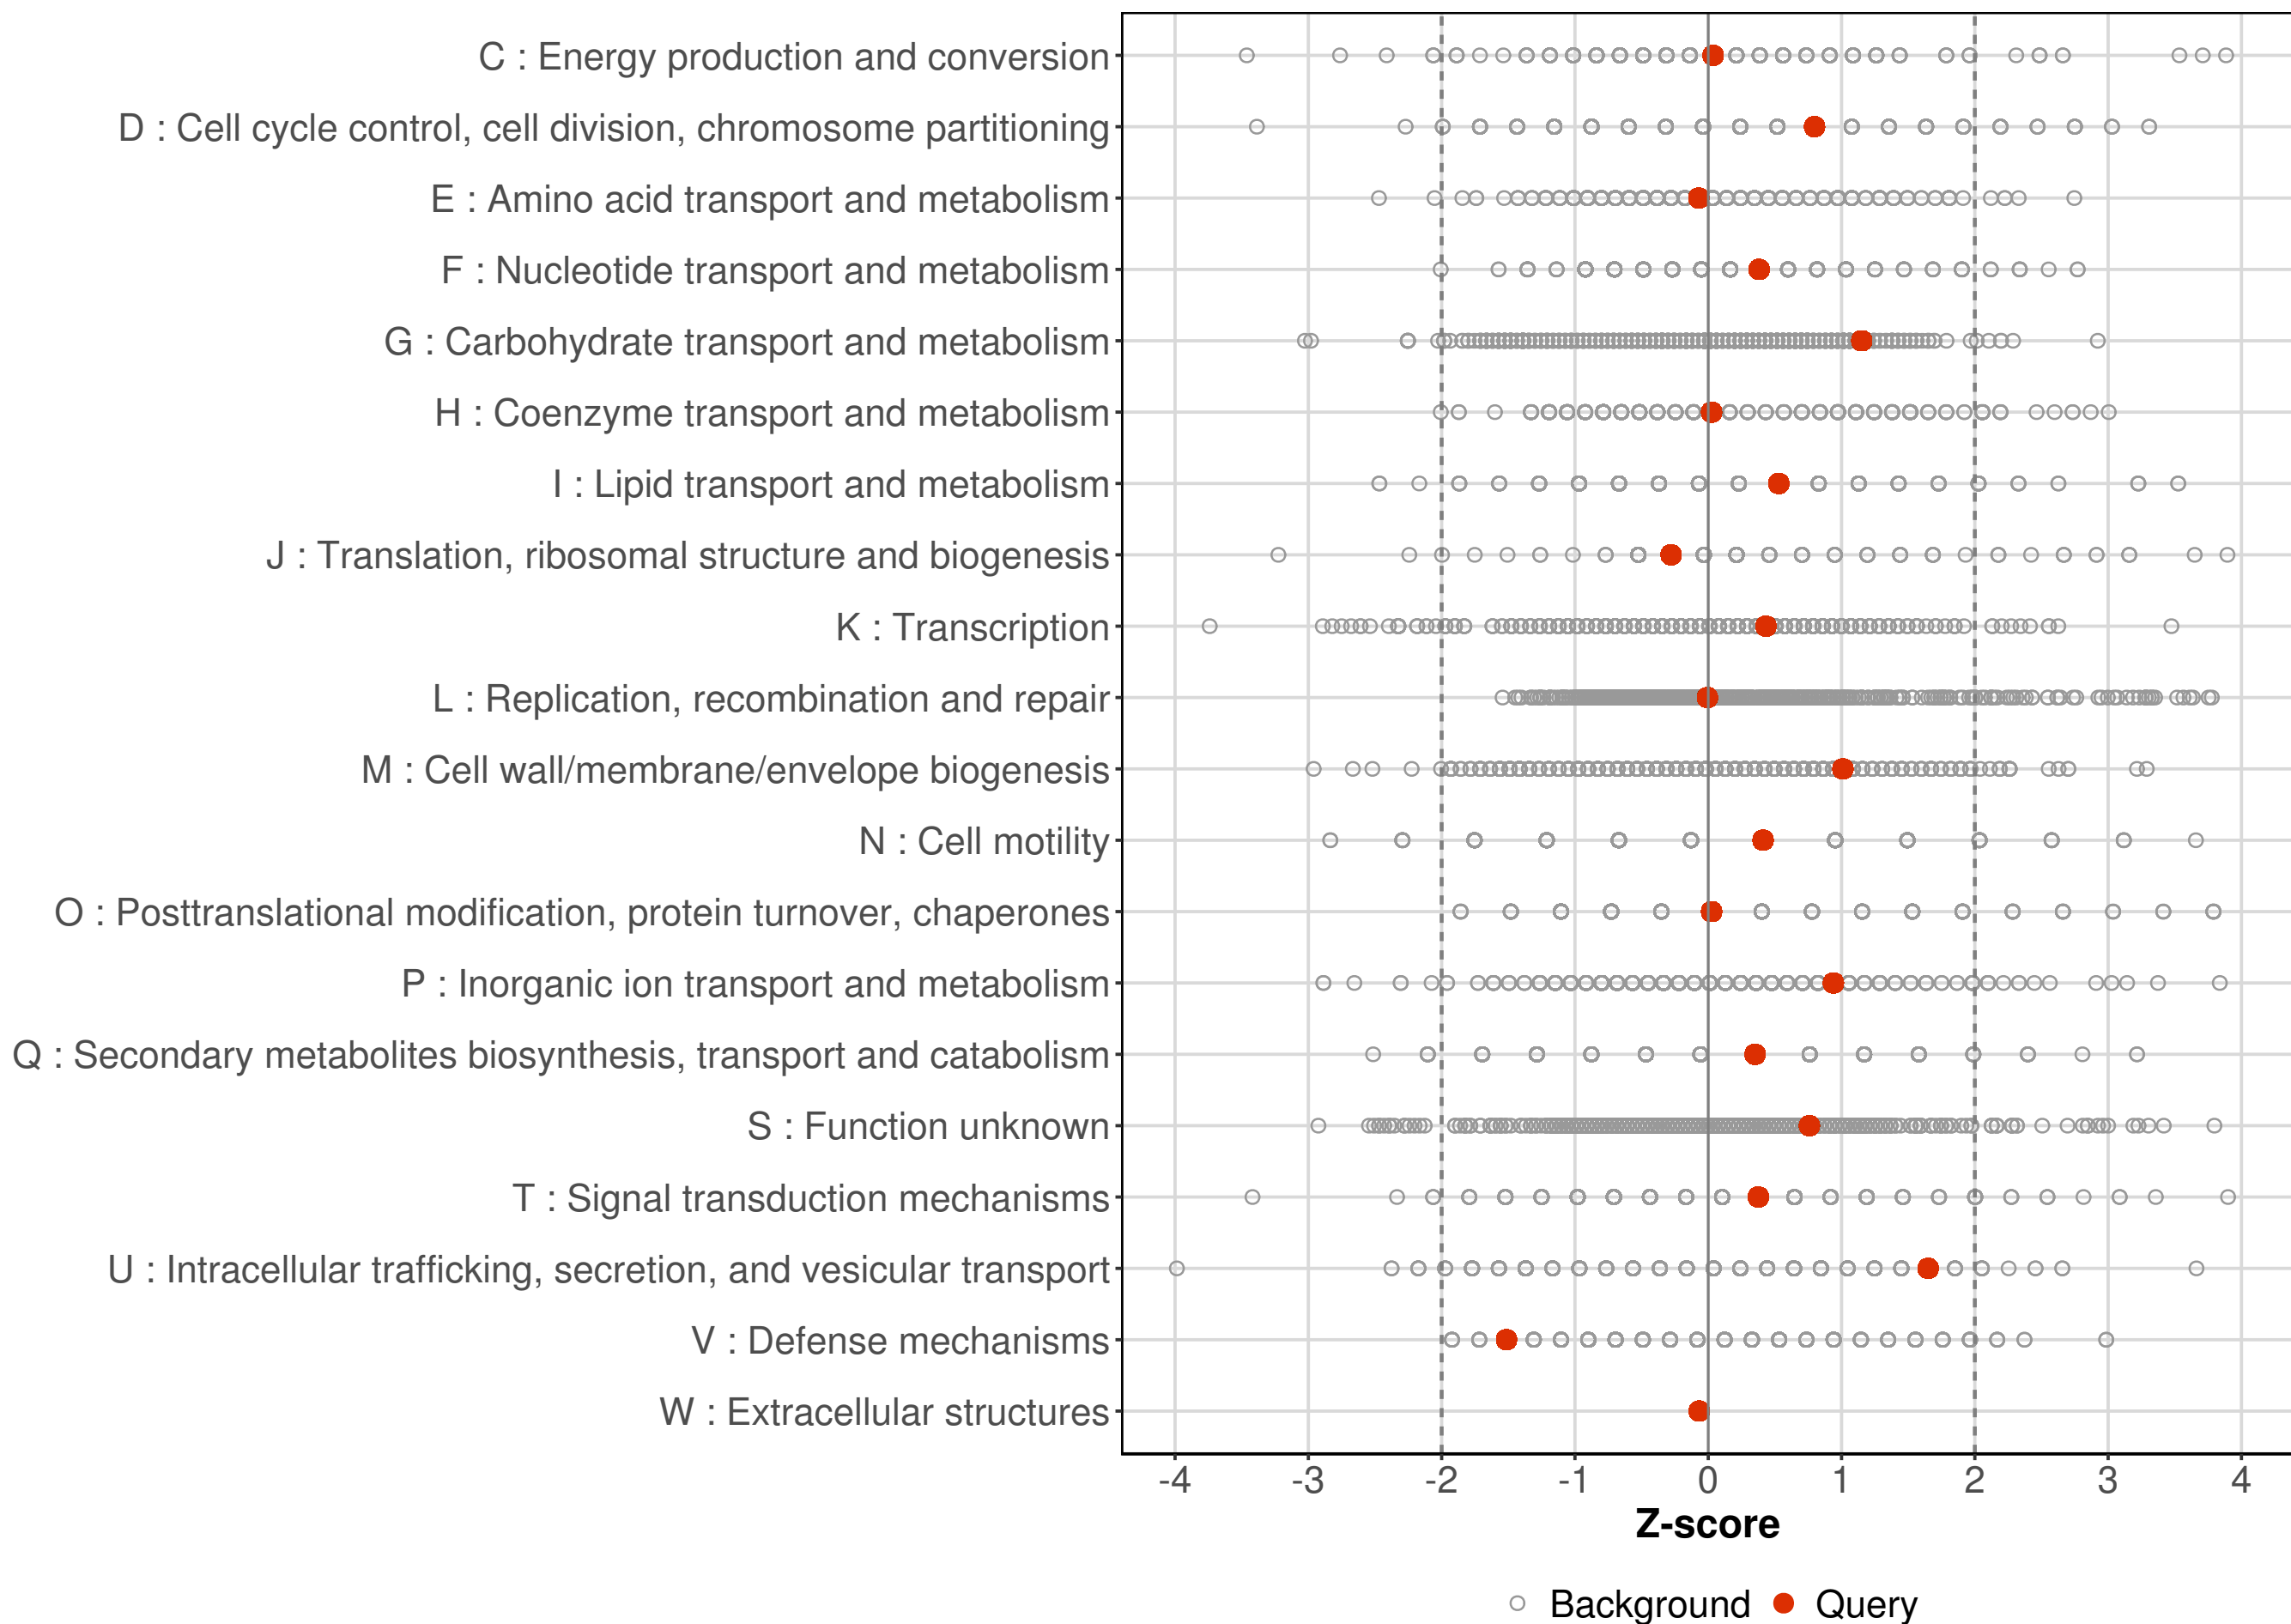 C : Energy production and conversion
D : Cell cycle control, cell division, chromosome partitioning
E : Amino acid transport and metabolism
F : Nucleotide transport and metabolism
G : Carbohydrate transport and metabolism
H : Coenzyme transport and metabolism
I : Lipid transport and metabolism
J : Translation, ribosomal structure and biogenesis
K : Transcription
L : Replication, recombination and repair
M : Cell wall/membrane/envelope biogenesis
N : Cell motility
O : Posttranslational modification, protein turnover, chaperones
P : Inorganic ion transport and metabolism
Q : Secondary metabolites biosynthesis, transport and catabolism
S : Function unknown
T : Signal transduction mechanisms
U : Intracellular trafficking, secretion, and vesicular transport
V : Defense mechanisms
W : Extracellular structures
-4 -3 -2 -1 0 1 2 3 4
Z-score
Background Query